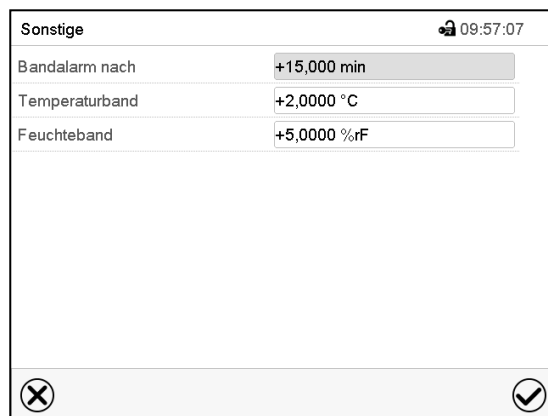 Sonstige 09:57:07
Bandalarm nach +15,000 min
Temperaturband +2,0000 °C
Feuchteband +5,0000 %rF